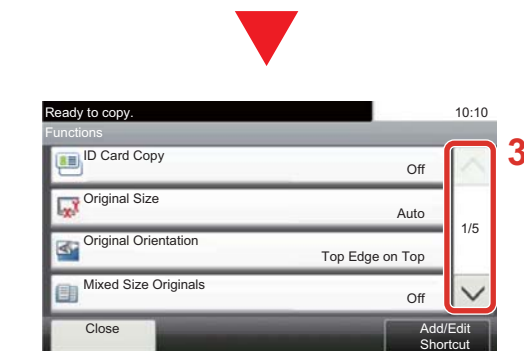 Ready to copy.
10:10
Functions
ID Card Copy
Off
3
Original Size
Auto
1/5
Original Orientation
Top Edge on Top
Mixed Size Originals
Off
Close
Add/Edit
Shortcut